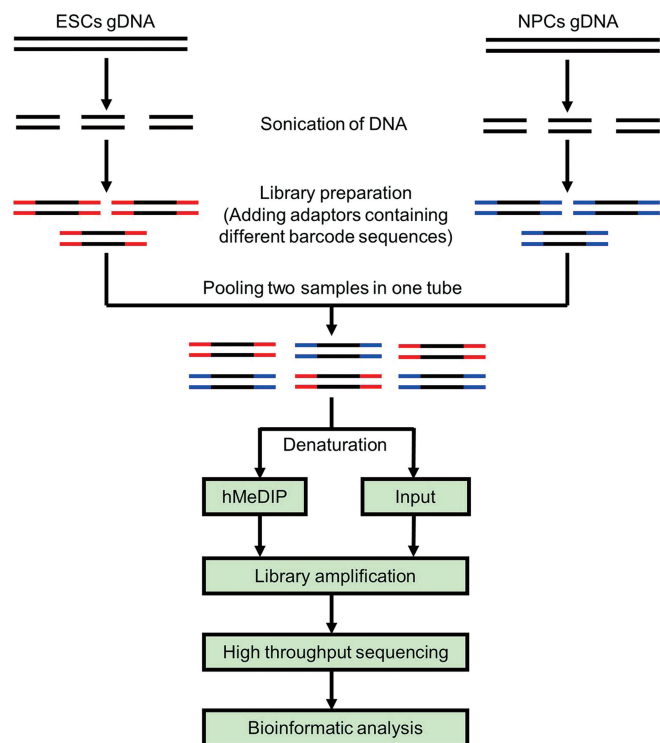 ESCs gDNA
NPCs gDNA
Sonication of DNA
Library preparation
(Adding adaptors containing
different barcode sequences)
Pooling two samples in one tube
Denaturation
hMeDIP
Input
Library amplification
High throughput sequencing
Bioinformatic analysis